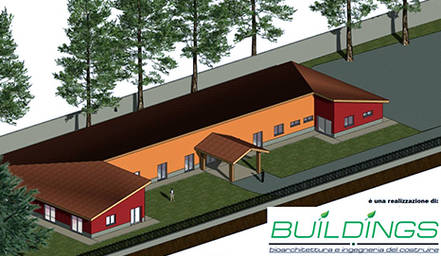 è una realizzazione di:
BUILDINGS
bioarchitettura e ingegneria del costruire